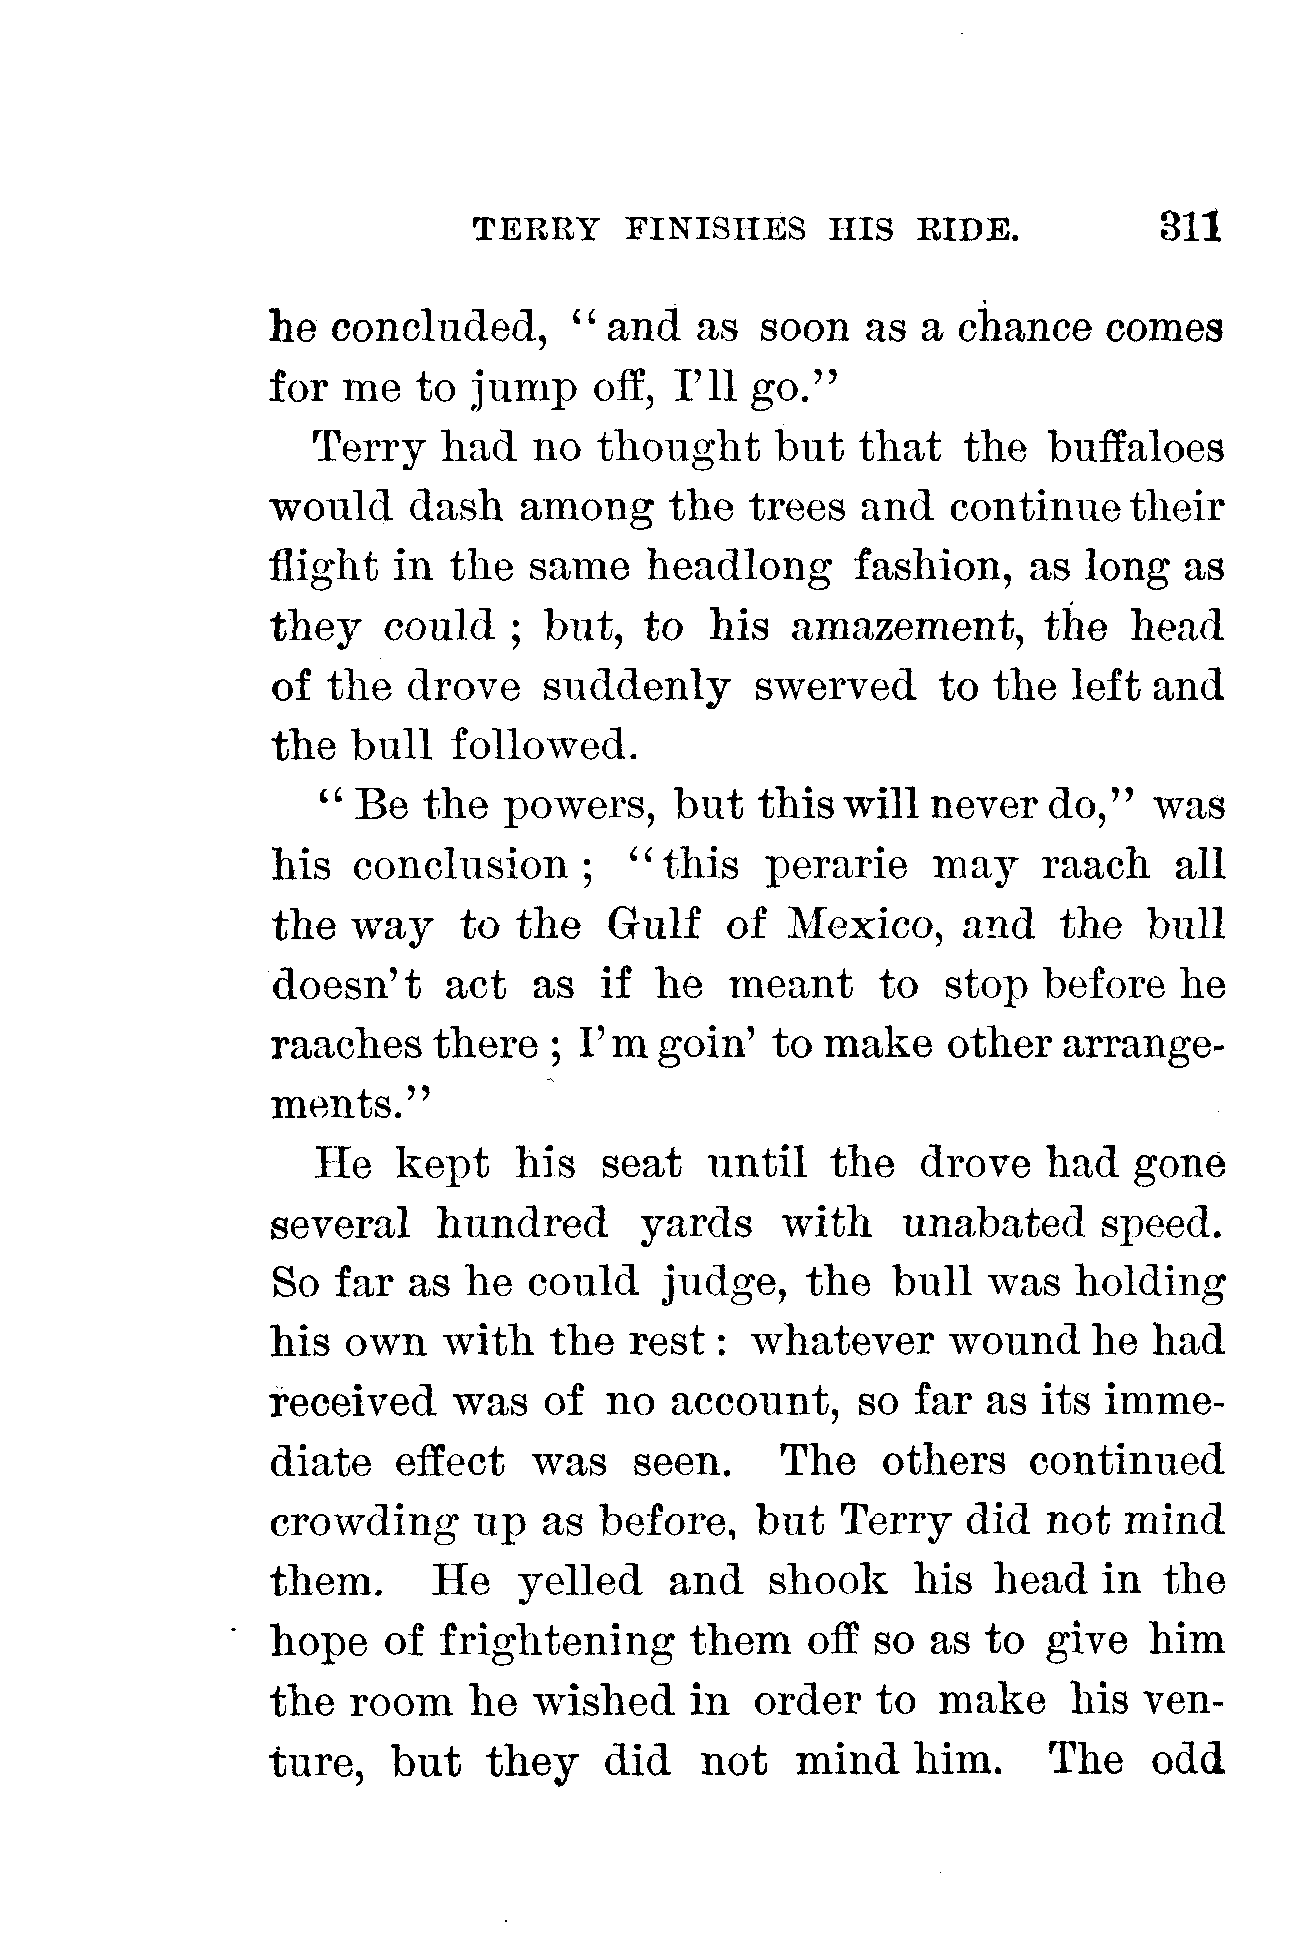 TERRY FINISHES HIS RIDE. 311
he concluded, “and as soon as a chance comes
for me to jump off, I’ll go.”
Terry had no thought but that the buffaloes
would dash among the trees and continue their
flight in the same headlong fashion, as long as
they could ; but, to his amazement, the head
of the drove suddenly swerved to the left and
the bull followed.
“Be the powers, but this will never do,” was
his conclusion ; “this perarie may raach all
the way to the Gulf of Mexico, and the bull
doesn’t act as if he meant to stop before he
raaches there ; I’m goin’ to make other arrange-
ments.”
He kept his seat until the drove had gone
several hundred yards with unabated speed.
So far as he could judge, the bull was holding
his own with the rest : whatever wound he had
received was of no account, so far as its imme-
diate effect was seen. The others continued
crowding up as before, but Terry did not mind
them. He yelled and shook his head in the
hope of frightening them off so as to give him
the room he wished in order to make his ven-
ture, but they did not mind him. The odd